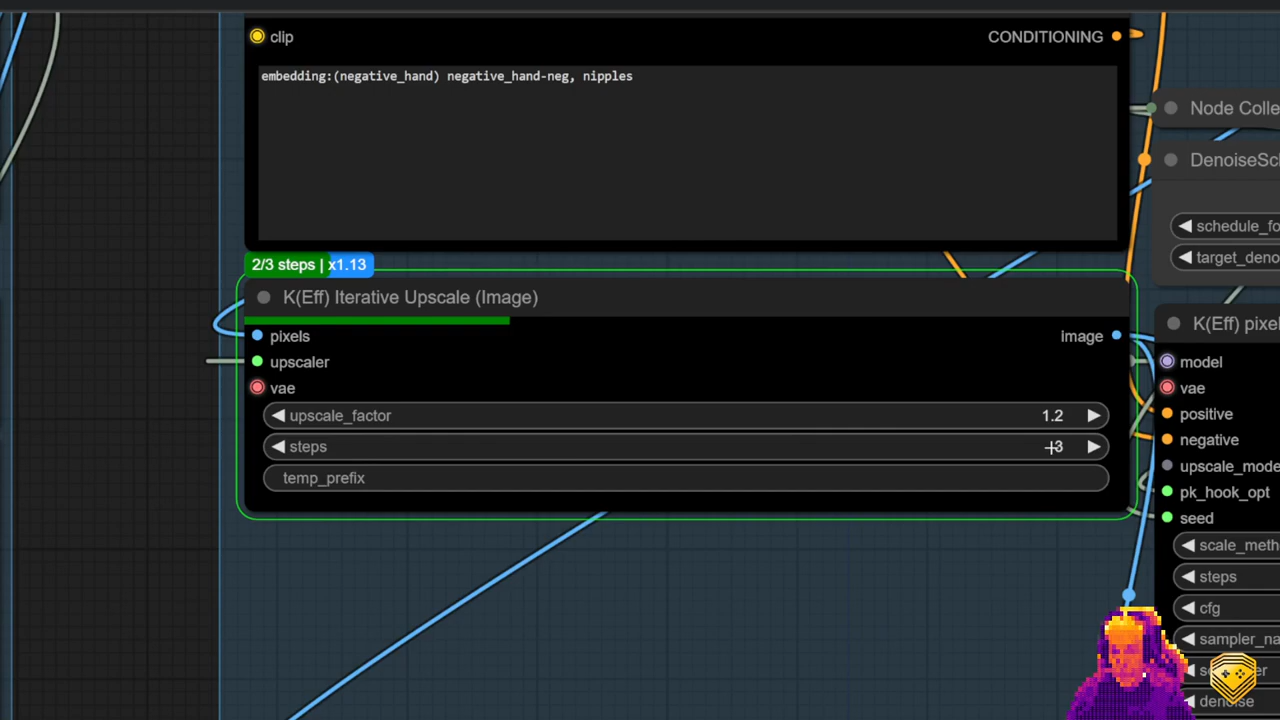 clip
CONDITIONING
embedding:(negative_hand) negative_hand-neg, nipples
Node Colle
DenoiseSc
schedule_fo
target_deno
2/3 steps | x1.13
K(Eff) Iterative Upscale (Image)
pixels
image
upscaler
vae
upscale_factor 1.2
steps 3
temp_prefix
K(Eff) pixel
model
vae
positive
negative
upscale_mode
pk_hook_opt
seed
scale_meth
steps
cfg
sampler_na
denoise